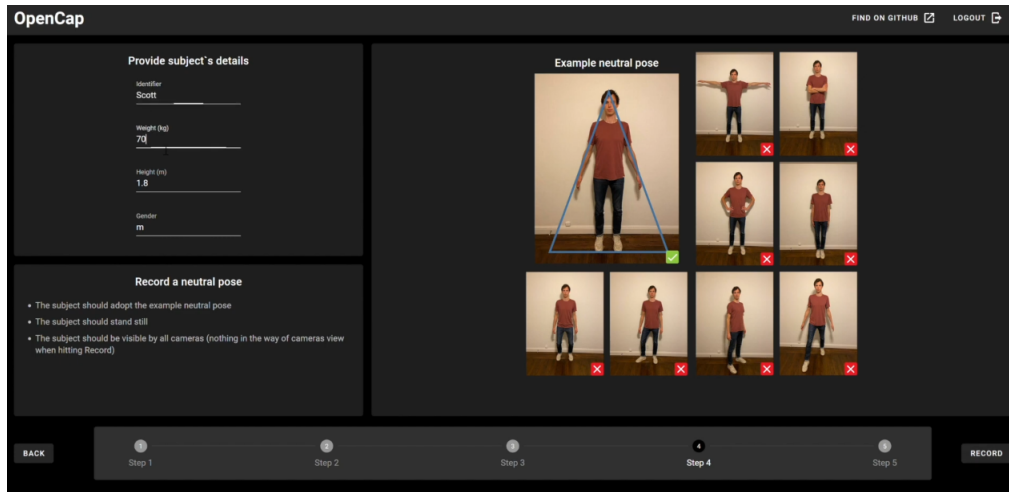 OpenCap
FIND ON GITHUB
LOGOUT
Provide subject`s details
Identifier
Scott
Weight (kg)
70
Height (m)
1.8
Gender
m
Record a neutral pose
The subject should adopt the example neutral pose
The subject should stand still
The subject should be visible by all cameras (nothing in the way of cameras view
when hitting Record)
Example neutral pose
BACK
1
Step 1
2
Step 2
3
Step 3
4
Step 4
5
Step 5
RECORD